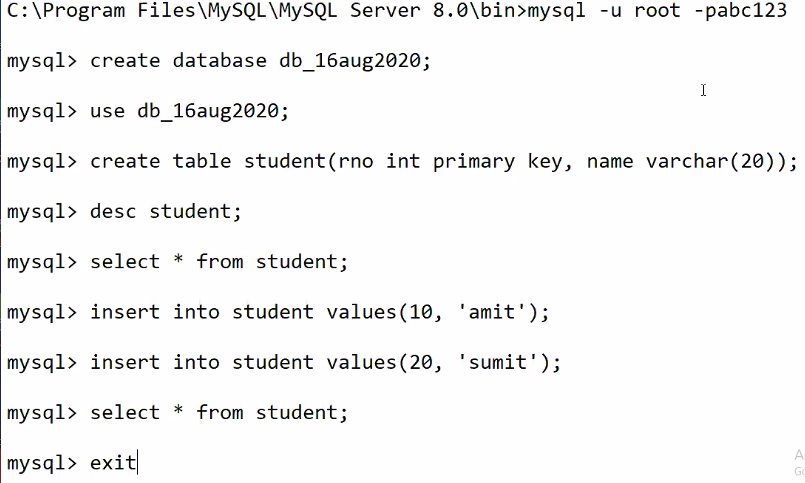 C:\Program Files\MySQL\MySQL Server 8.0\bin>mysql -u root -pabc123
mysql> create database db_16aug2020;
mysql> use db_16aug2020;
mysql> create table student(rno int primary key, name varchar(20));
mysql> desc student;
mysql> select * from student;
mysql> insert into student values(10, 'amit');
mysql> insert into student values(20, 'sumit');
mysql> select * from student;
mysql> exit